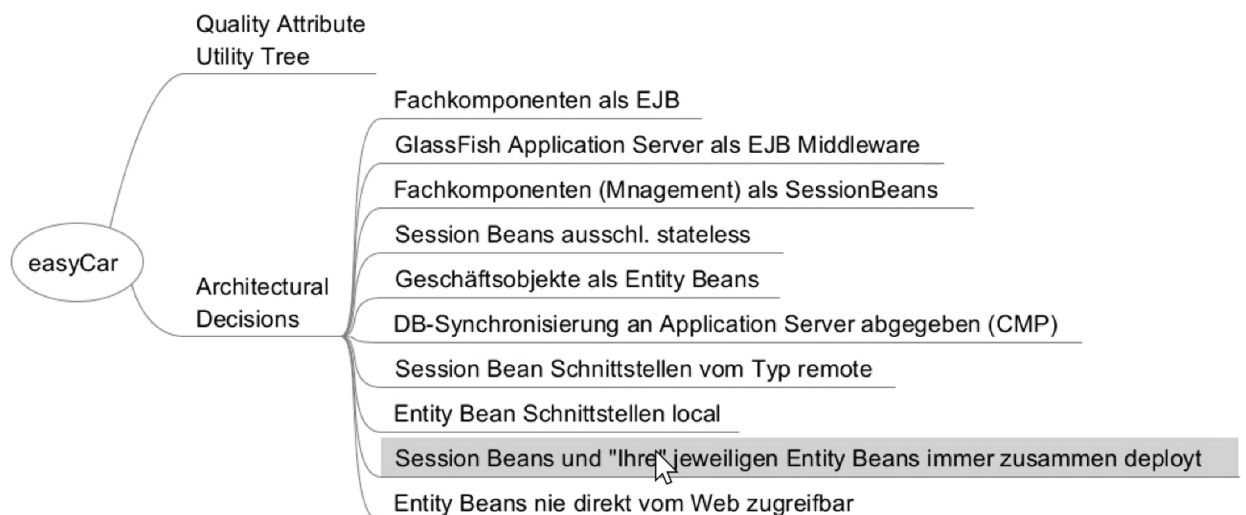 Quality Attribute
Utility Tree
Fachkomponenten als EJB
GlassFish Application Server als EJB Middleware
Fachkomponenten (Mnagement) als SessionBeans
Session Beans ausschl. stateless
easyCar
Geschäftsobjekte als Entity Beans
Architectural
Decisions
DB-Synchronisierung an Application Server abgegeben (CMP)
Session Bean Schnittstellen vom Typ remote
Entity Bean Schnittstellen local
Session Beans und "Ihre" jeweiligen Entity Beans immer zusammen deployt
Entity Beans nie direkt vom Web zugreifbar